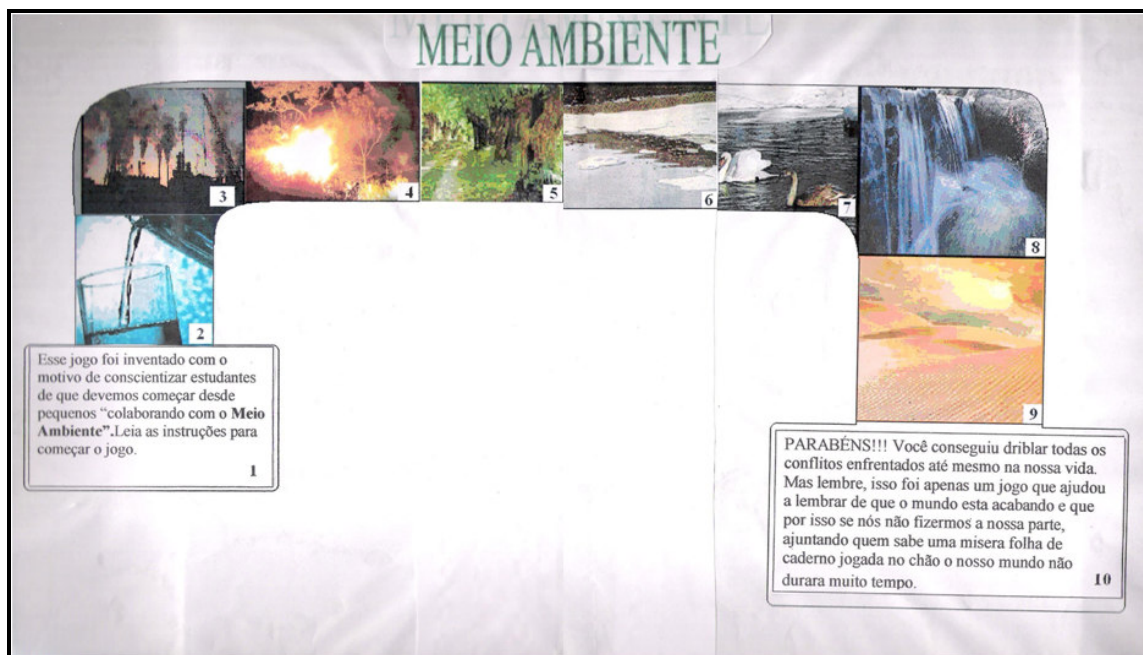 MEIO AMBIENTE
3
4
5
6
7
8
2
9
Esse jogo foi inventado com o
motivo de conscientizar estudantes
de que devemos começar desde
pequenos “colaborando com o Meio
Ambiente”.Leia as instruções para
começar o jogo.
1
PARABÉNS!!! Você conseguiu driblar todas os
conflitos enfrentados até mesmo na nossa vida.
Mas lembre, isso foi apenas um jogo que ajudou
a lembrar de que o mundo esta acabando e que
por isso se nós não fizermos a nossa parte,
ajuntando quem sabe uma misera folha de
caderno jogada no chão o nosso mundo não
durara muito tempo.
10